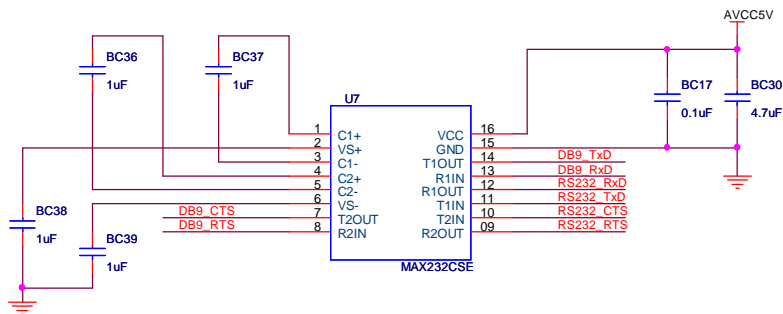 AVCC5V
BC36
1uF
BC37
1uF
BC17
0.1uF
BC30
4.7uF
U7
1 C1+ VCC 16
2 VS+ GND 15
3 C1- T1OUT 14 DB9_TxD
4 C2+ R1IN 13 DB9_RxD
5 C2- R1OUT 12 RS232_RxD
6 VS- T1IN 11 RS232_TxD
DB9_CTS 7 T2OUT T2IN 10 RS232_CTS
DB9_RTS 8 R2IN R2OUT 09 RS232_RTS
BC38
1uF
BC39
1uF
MAX232CSE